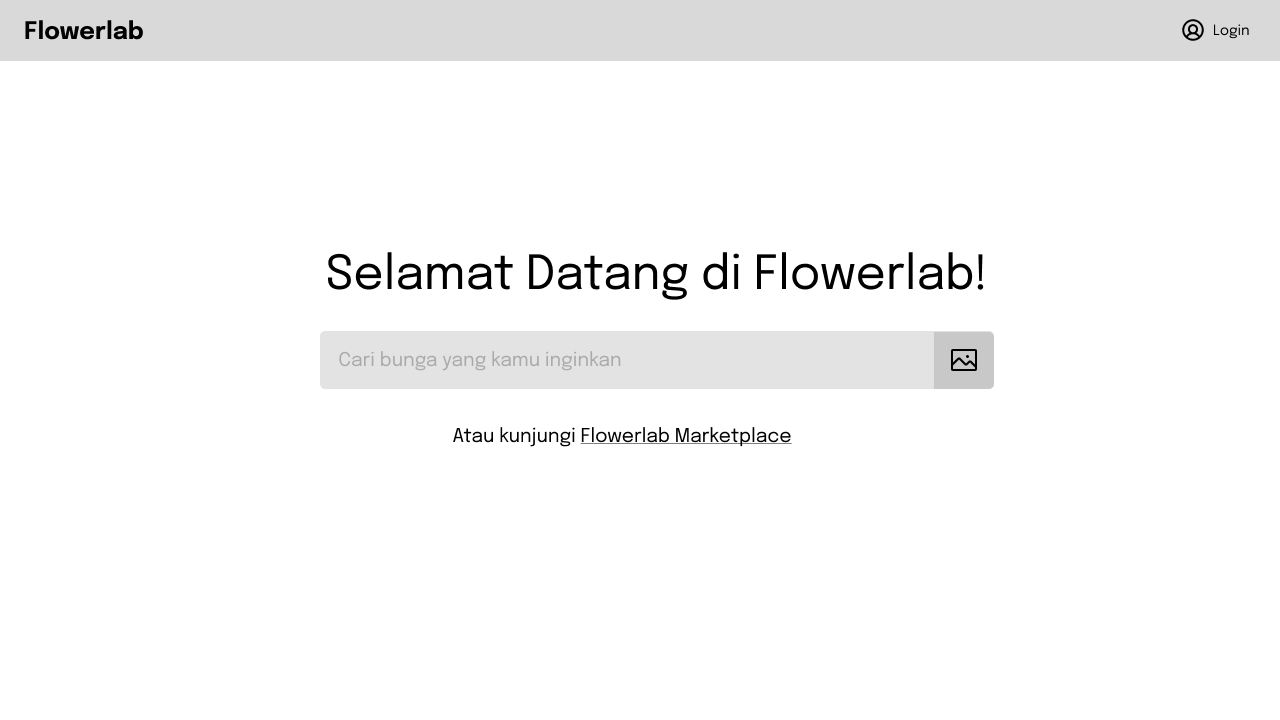 Flowerlab
Login
Selamat Datang di Flowerlab!
Cari bunga yang kamu inginkan
Atau kunjungi Flowerlab Marketplace